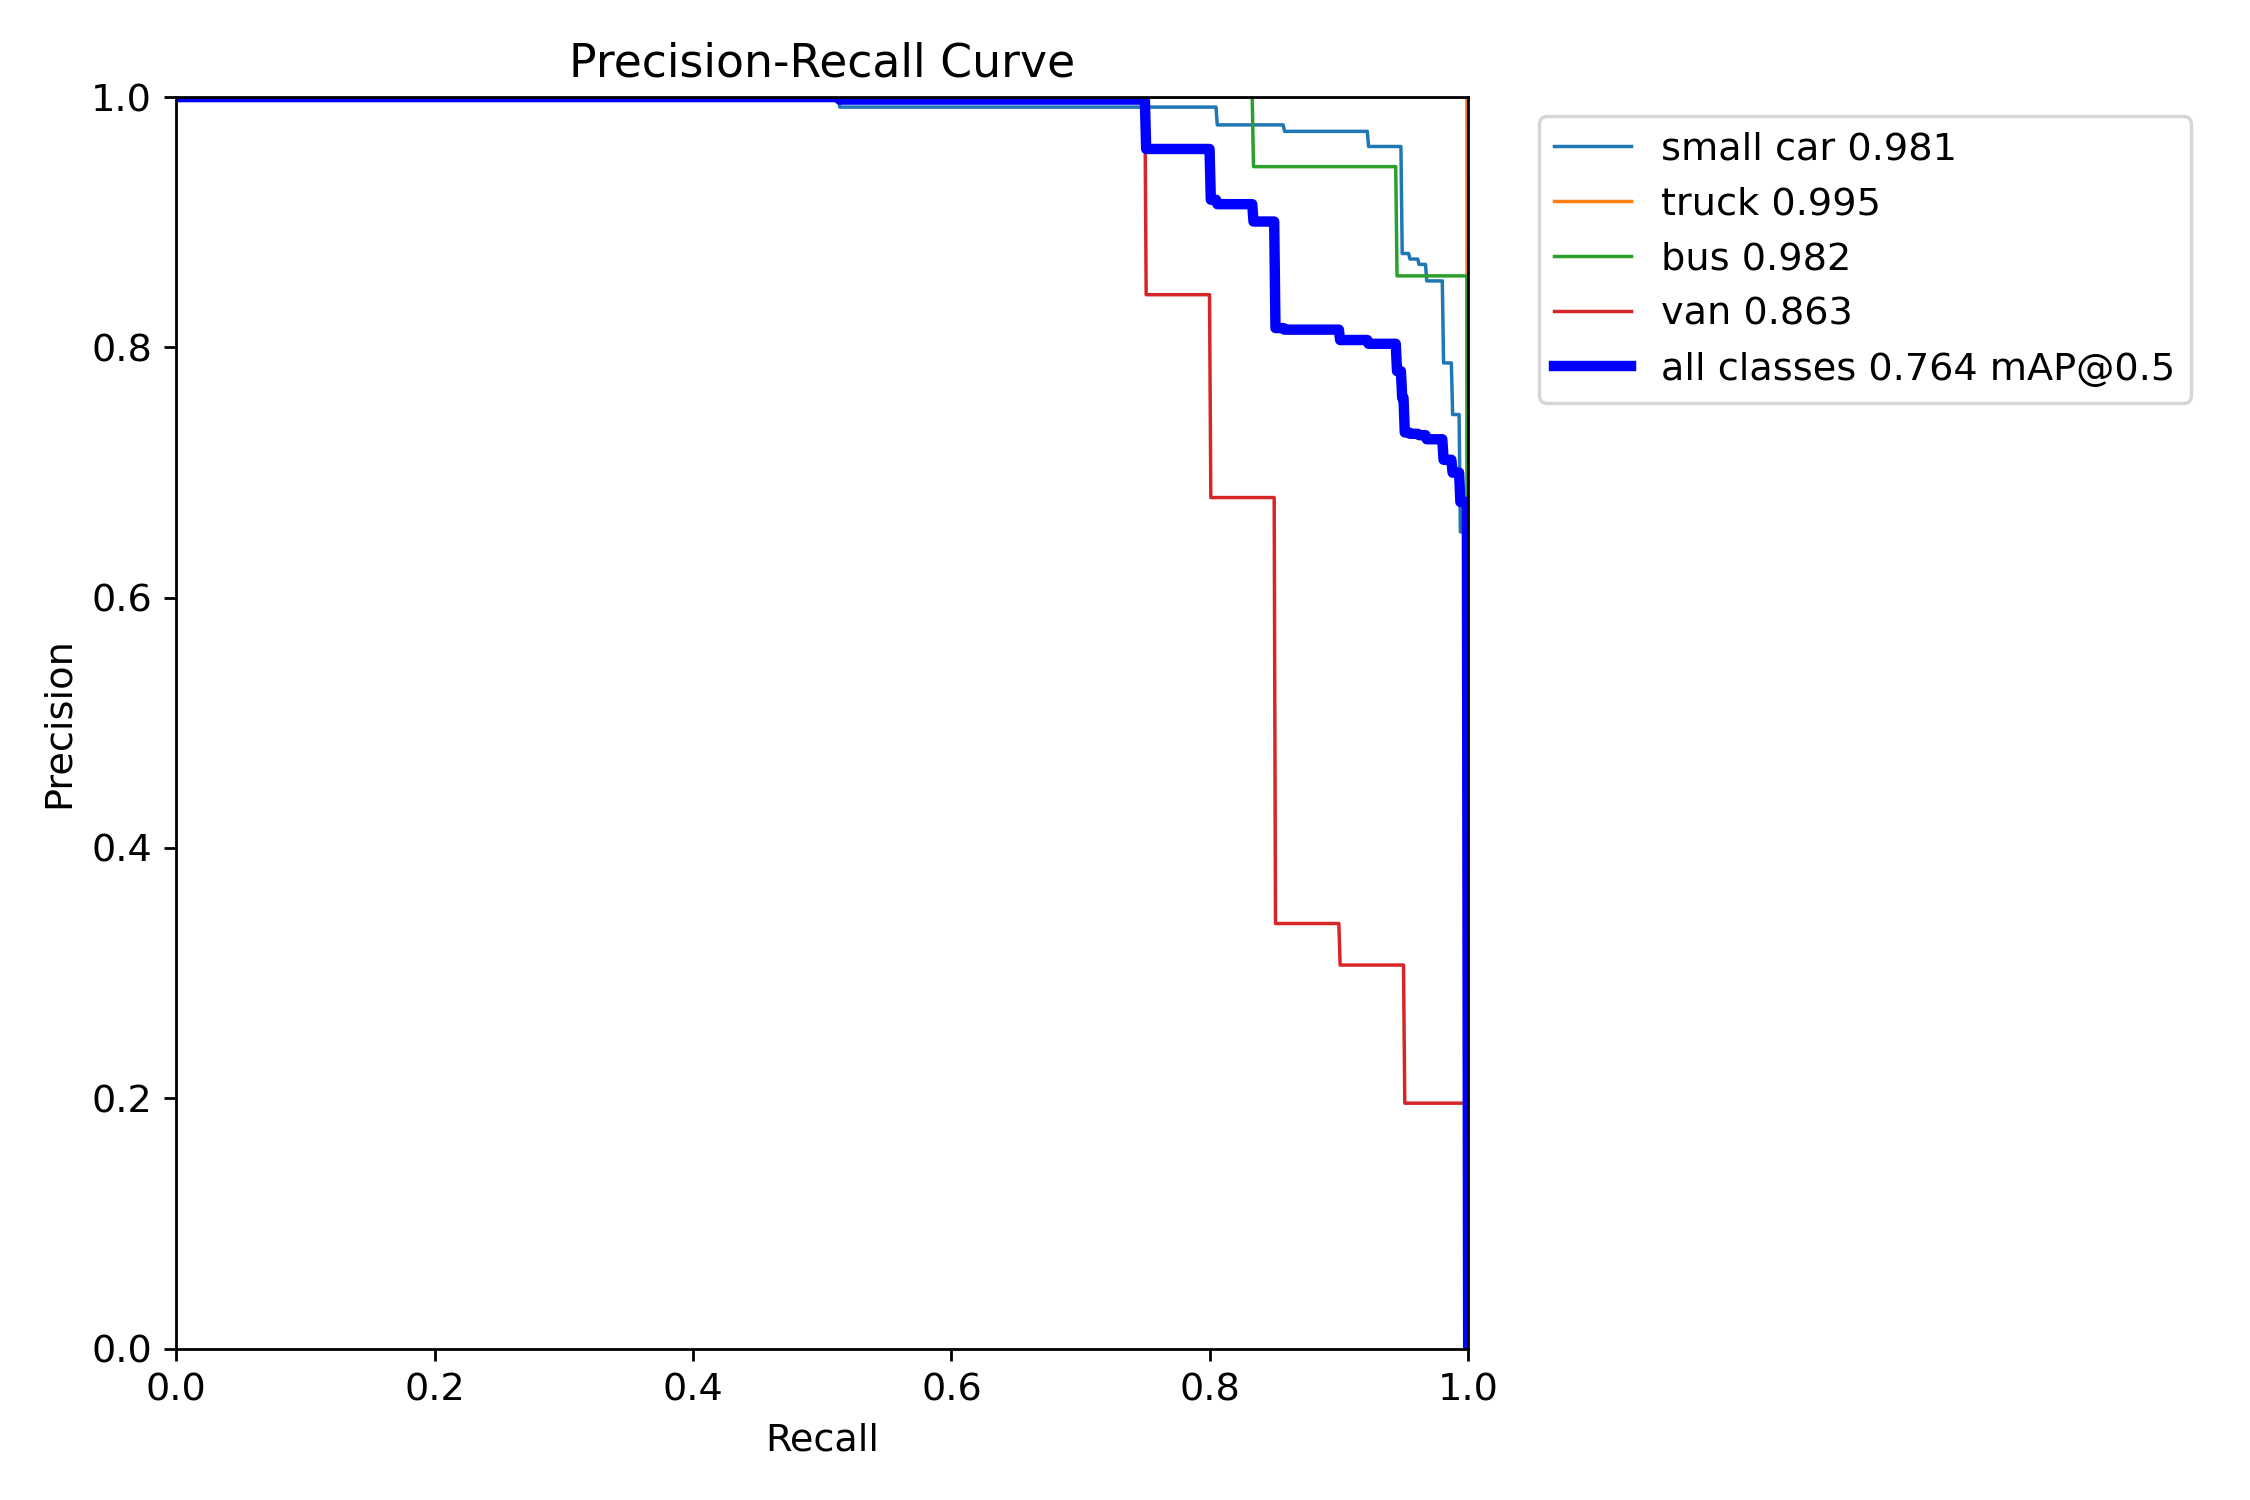 Precision-Recall Curve
1.0
0.8
0.6
0.4
0.2
0.0
Precision
0.0 0.2 0.4 0.6 0.8 1.0
Recall
small car 0.981
truck 0.995
bus 0.982
van 0.863
all classes 0.764 mAP@0.5